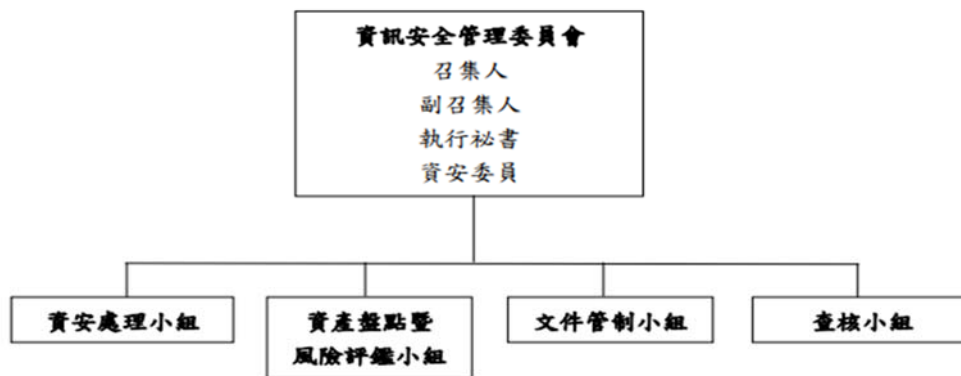 資訊安全管理委員會
召集人
副召集人
執行祕書
資安委員
資安處理小組
資產盤點暨
風險評鑑小組
文件管制小組
查核小組